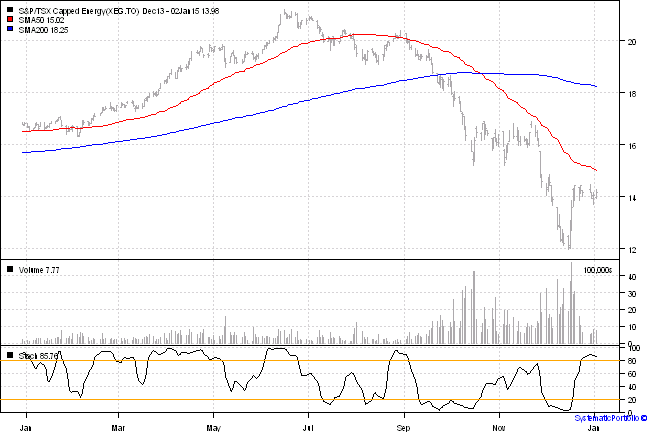 S&P/TSX Capped Energy(XEG.TO) Dec13 - 02Jan15 13.98
SMA50 15.02
SMA200 18.25
20
18
16
14
12
Volume 7.77
100,000s
40
30
20
10
0
Stoch 85.76
100
80
60
40
20
0
Jan
Mar
May
Jul
Sep
Nov
Jan
SystematicPortfolio ©